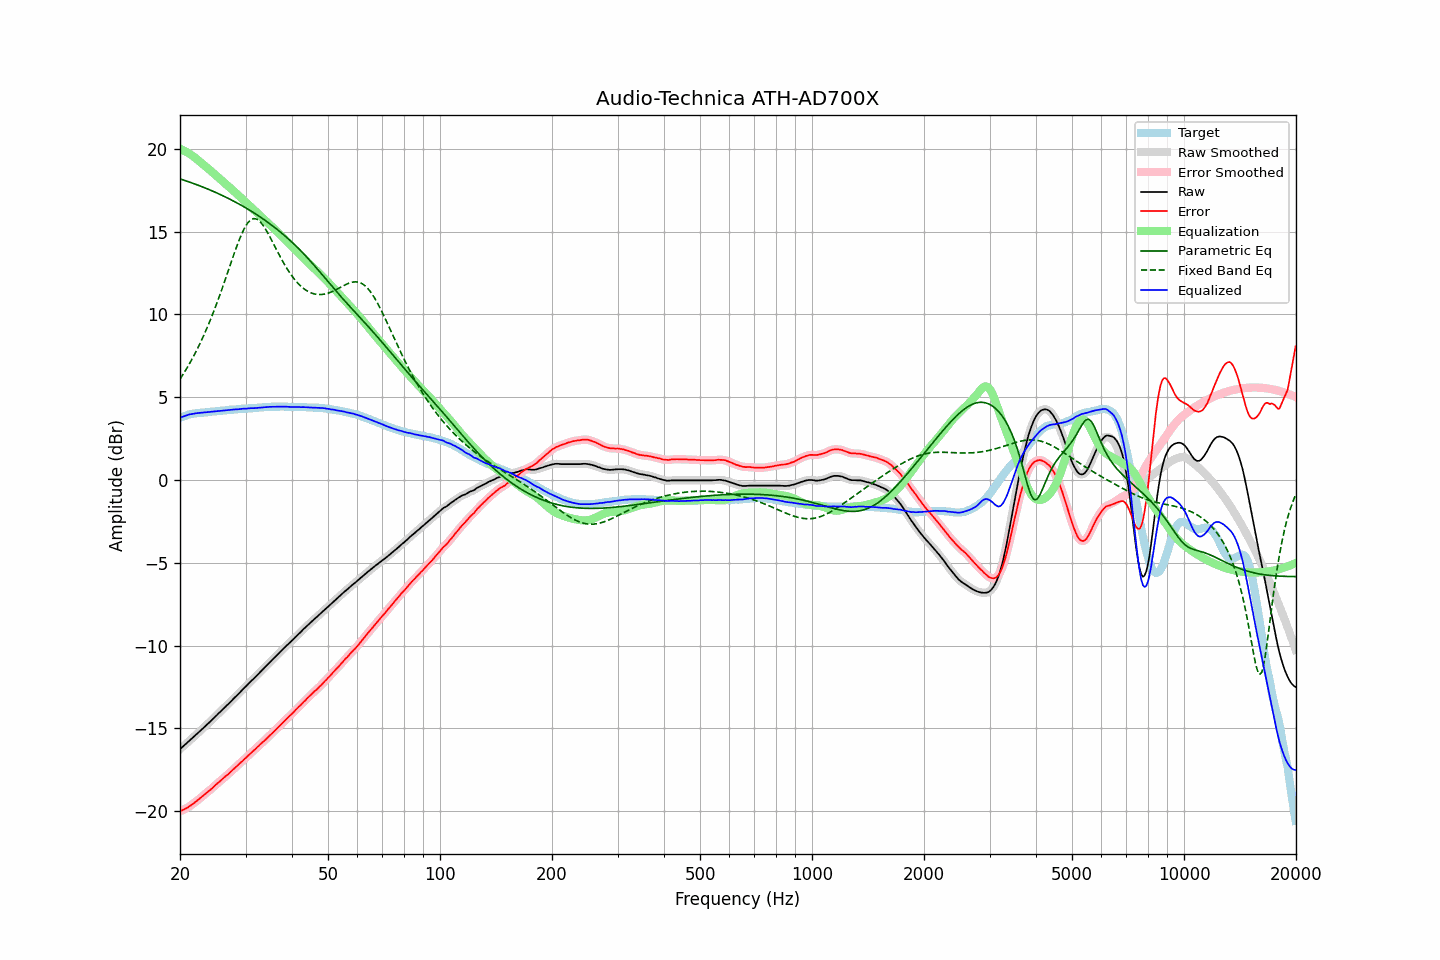 Audio-Technica ATH-AD700X
Target
Raw Smoothed
Error Smoothed
Raw
Error
Equalization
Parametric Eq
Fixed Band Eq
Equalized
Amplitude (dBr)
20
15
10
5
0
−5
−10
−15
−20
20 50 100 200 500 1000 2000 5000 10000 20000
Frequency (Hz)